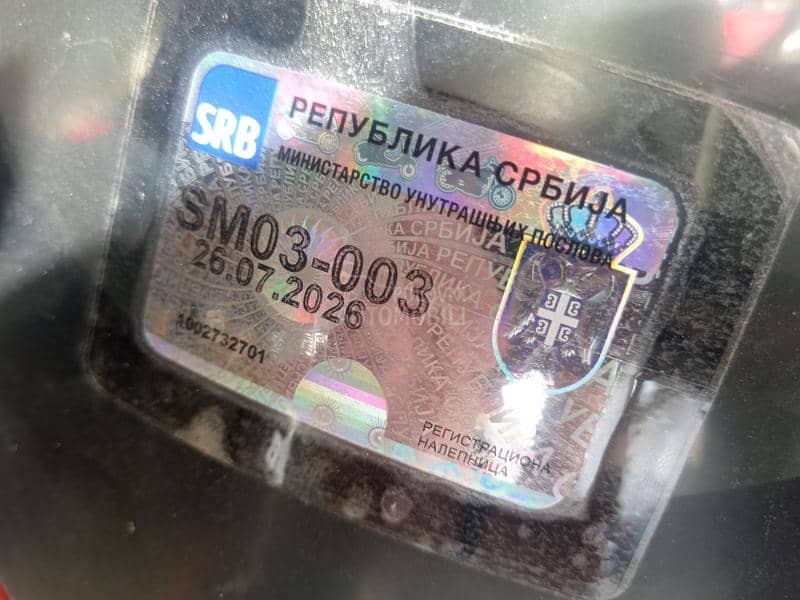 SRB
РЕПУБЛИКА СРБИЈА
МИНИСТАРСТВО УНУТРАШЊИХ ПОСЛОВА
SM03-003
26.07.2026
1002732701
РЕГИСТРАЦИОНА
НАЛЕПНИЦА